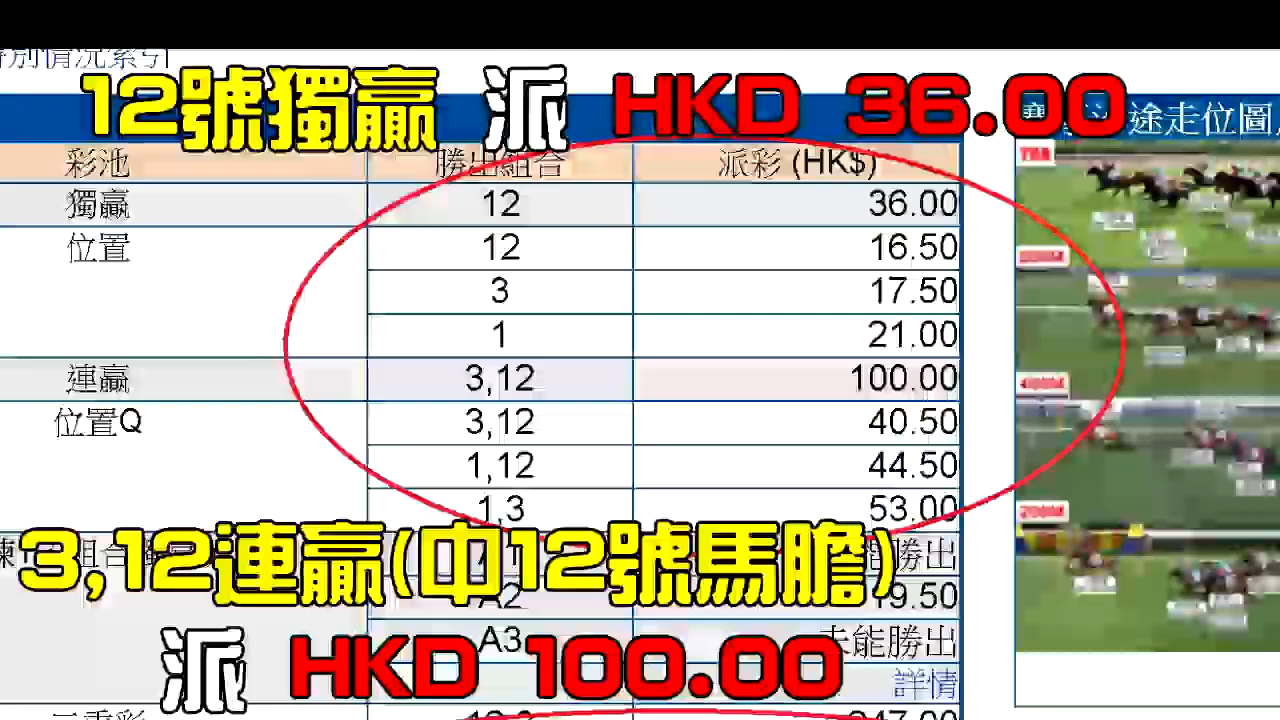 12號獨贏 派 HKD 36.00
途走位圖
彩池 勝出組合 派彩 (HK$)
獨贏 12 36.00
位置 12 16.50
3 17.50
1 21.00
連贏 3,12 100.00
位置Q 3,12 40.50
1,12 44.50
1,3 53.00
3,12連贏(中12號馬膽)
勝出
A2 19.50
派 HKD 100.00
A3 未能勝出
詳情